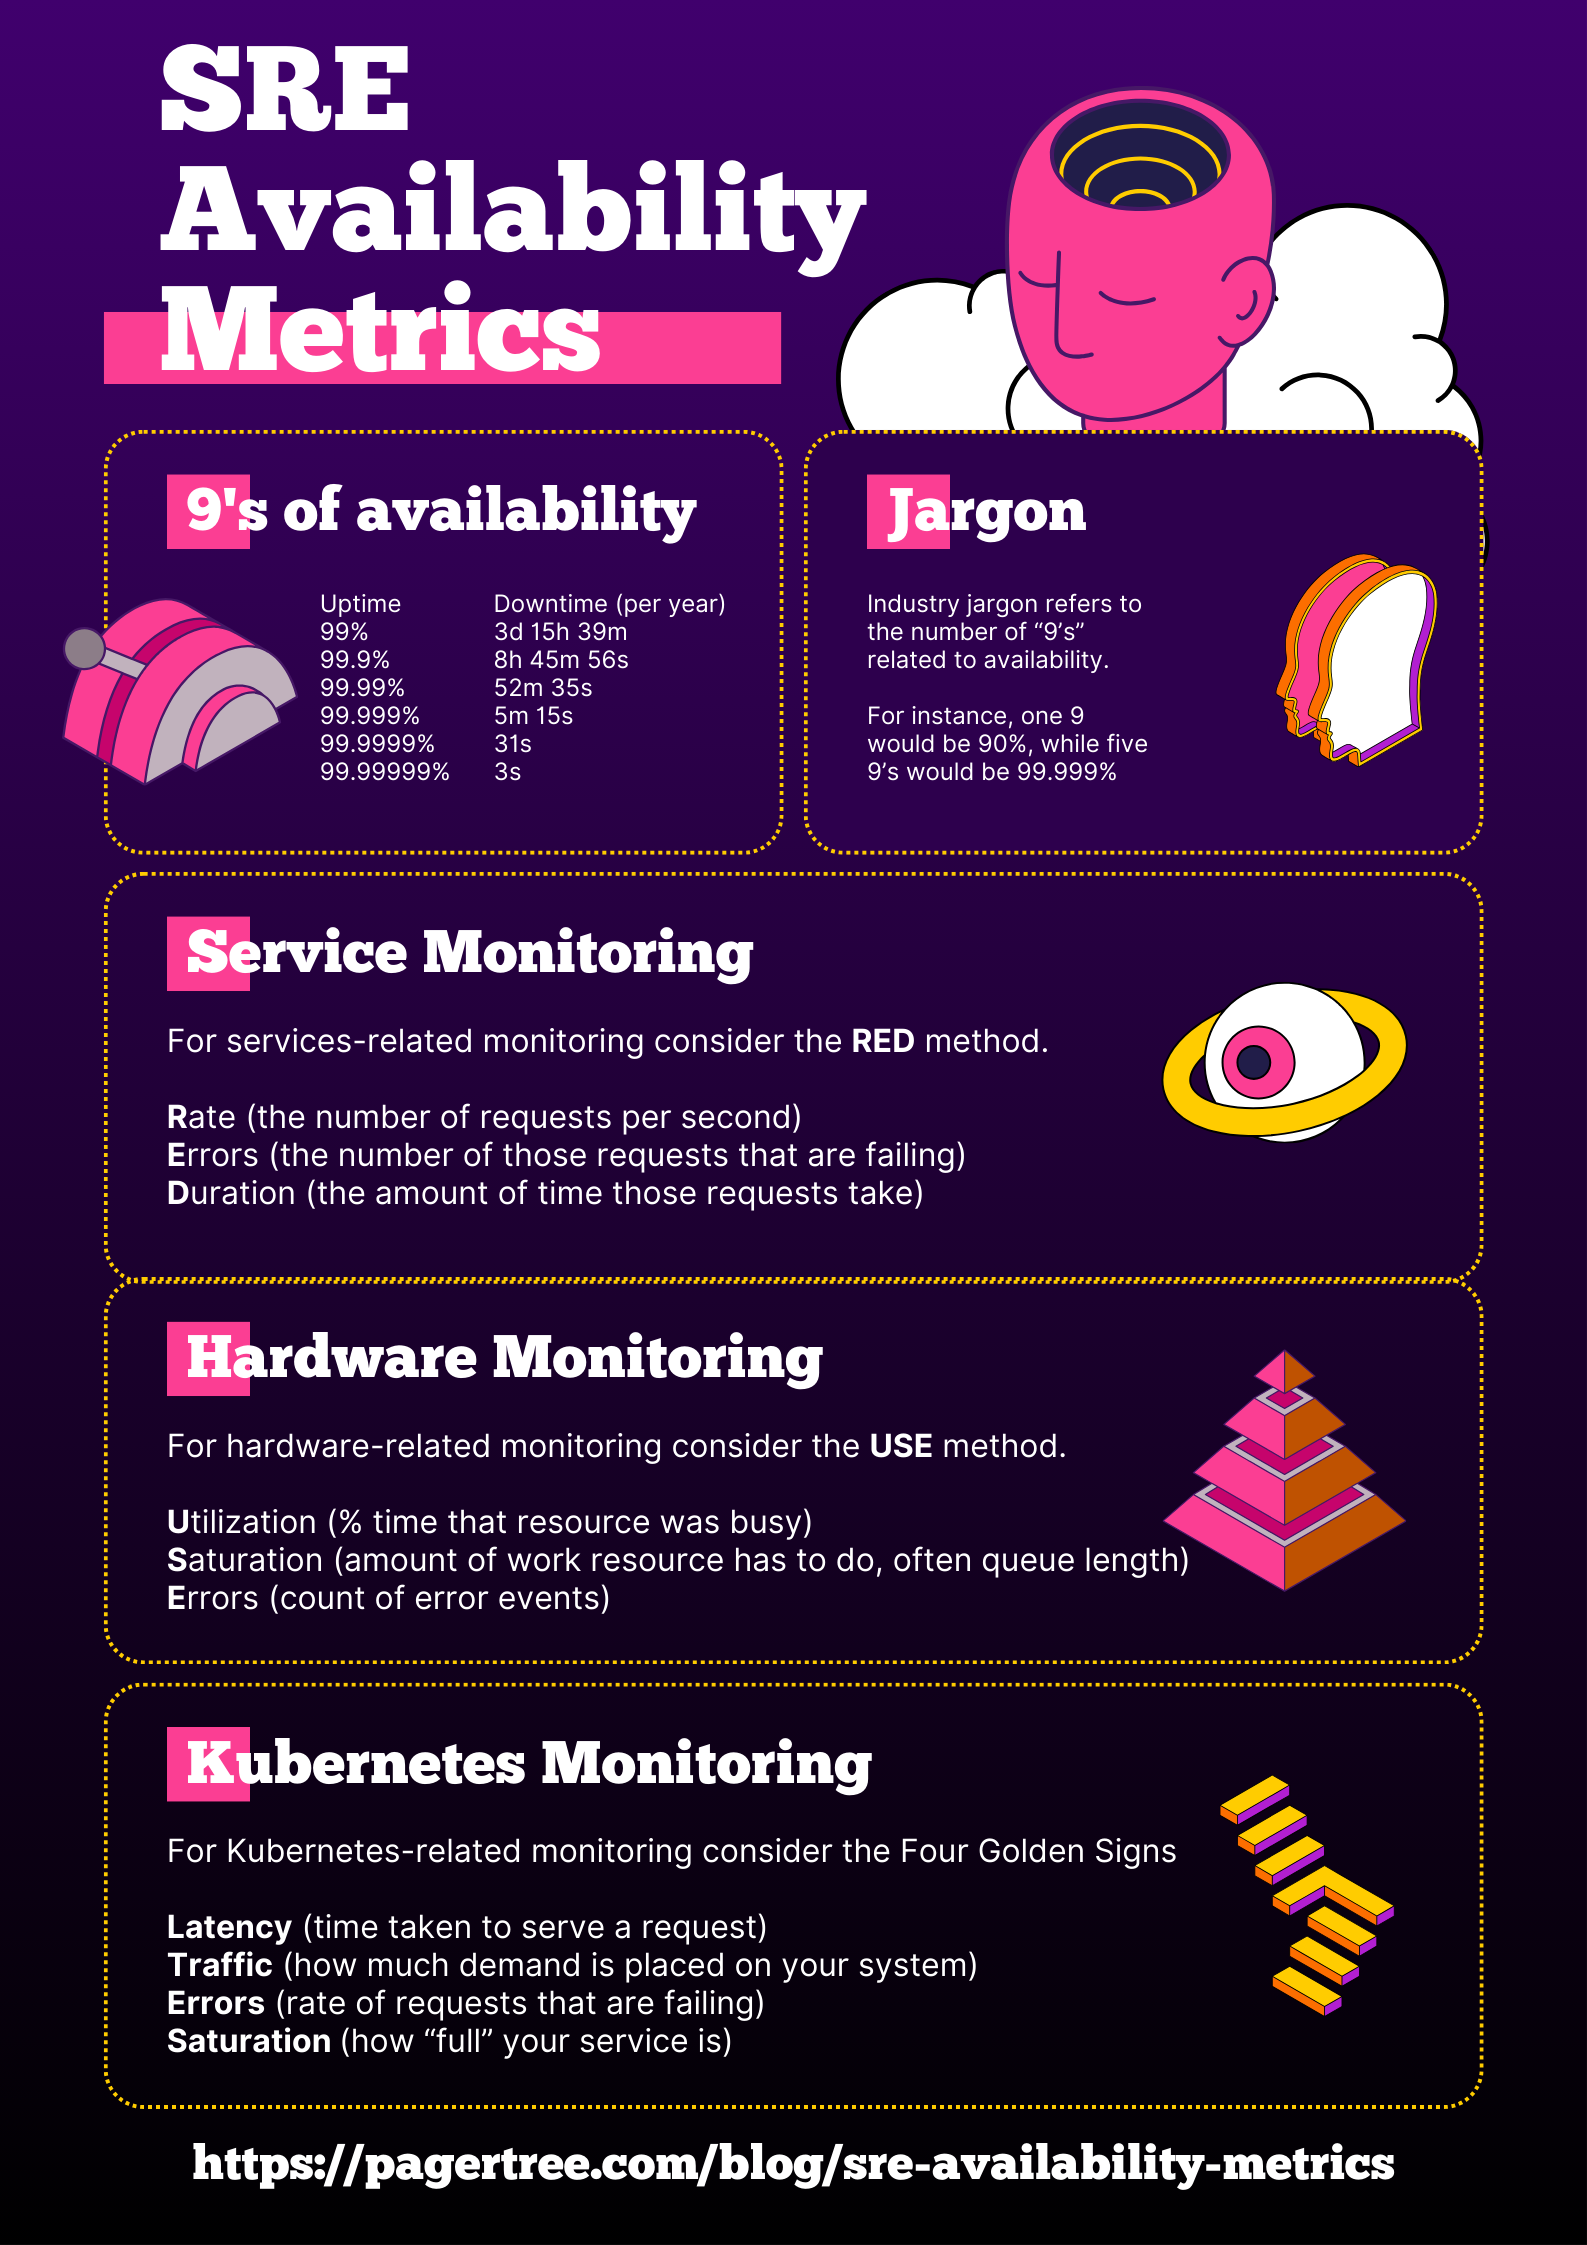 SRE
Availability
Metrics
9's of availability
Uptime Downtime (per year)
99% 3d 15h 39m
99.9% 8h 45m 56s
99.99% 52m 35s
99.999% 5m 15s
99.9999% 31s
99.99999% 3s
Jargon
Industry jargon refers to
the number of “9’s”
related to availability.
For instance, one 9
would be 90%, while five
9’s would be 99.999%
Service Monitoring
For services-related monitoring consider the RED method.
Rate (the number of requests per second)
Errors (the number of those requests that are failing)
Duration (the amount of time those requests take)
Hardware Monitoring
For hardware-related monitoring consider the USE method.
Utilization (% time that resource was busy)
Saturation (amount of work resource has to do, often queue length)
Errors (count of error events)
Kubernetes Monitoring
For Kubernetes-related monitoring consider the Four Golden Signs
Latency (time taken to serve a request)
Traffic (how much demand is placed on your system)
Errors (rate of requests that are failing)
Saturation (how “full” your service is)
https://pagertree.com/blog/sre-availability-metrics